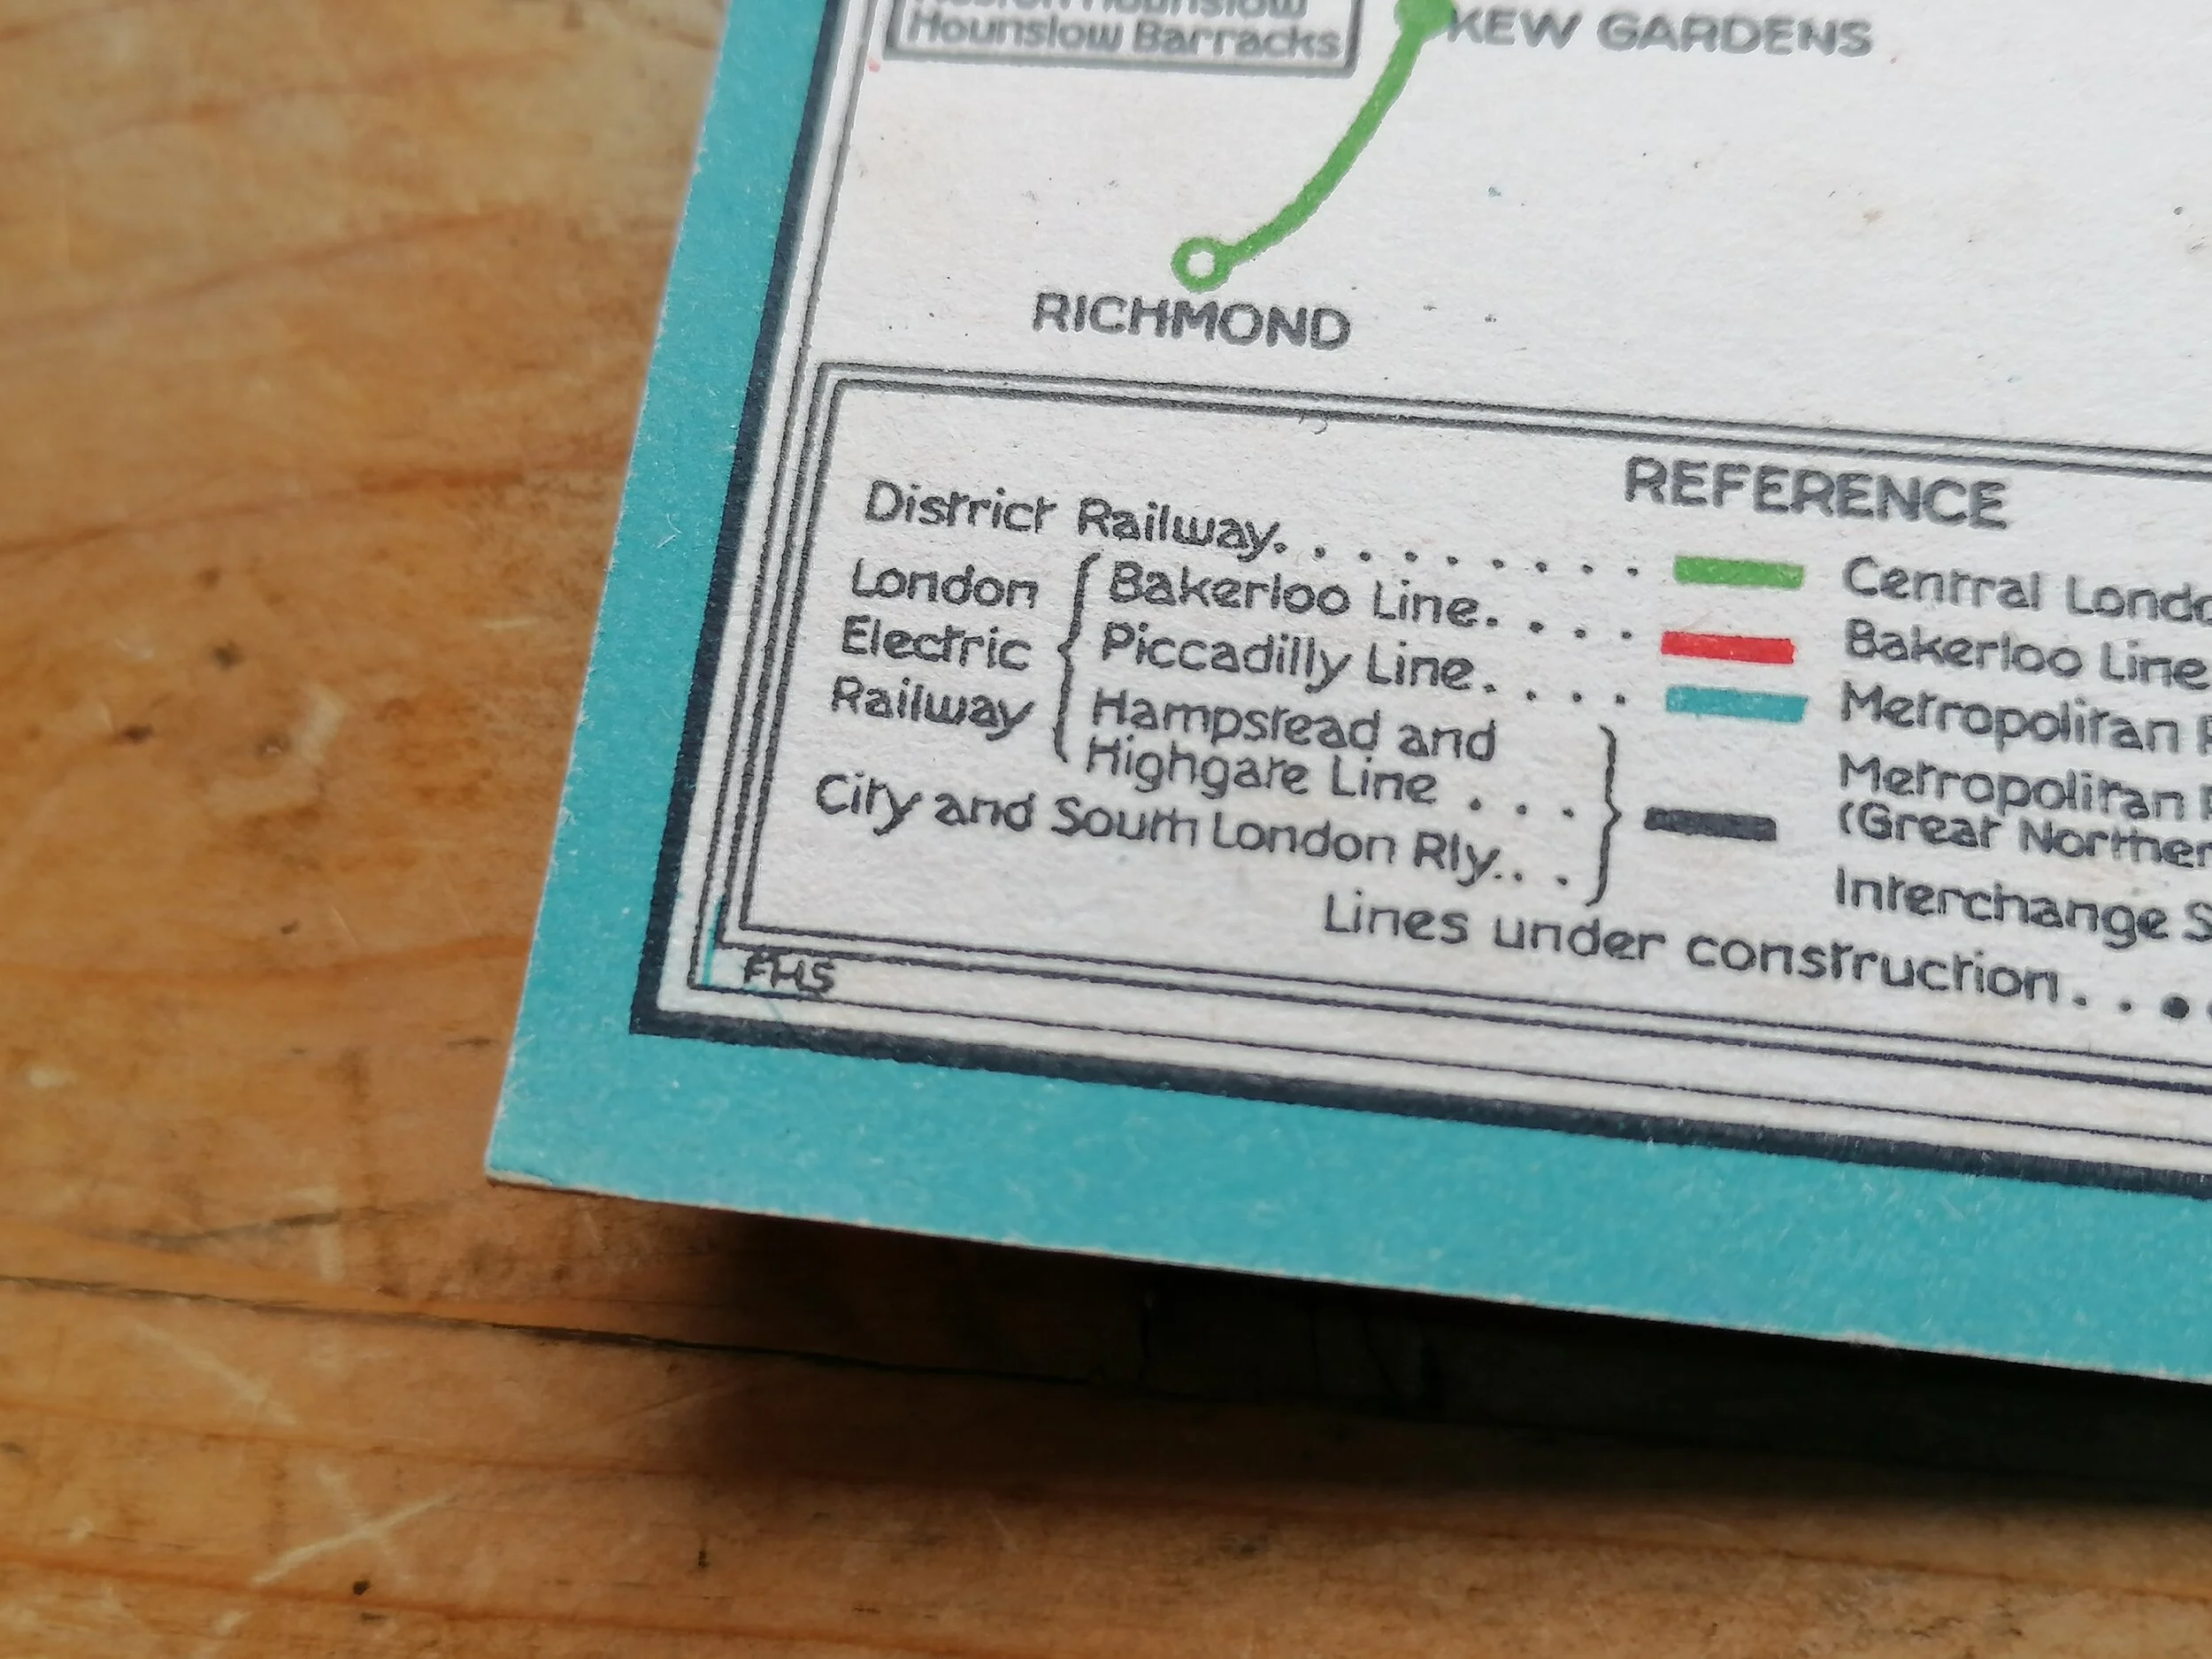 Hounslow Barracks
KEW GARDENS
RICHMOND
REFERENCE
District Railway. . . . . . . . .
London
Electric
Railway
Bakerloo Line. . . .
Piccadilly Line. . . .
Hampstead and
Highgate Line . . .
City and South London Rly. . .
Lines under construction. . .
Central
Bakerloo Line
Metropolitan
Metropolitan
(Great
Interchange
FHS